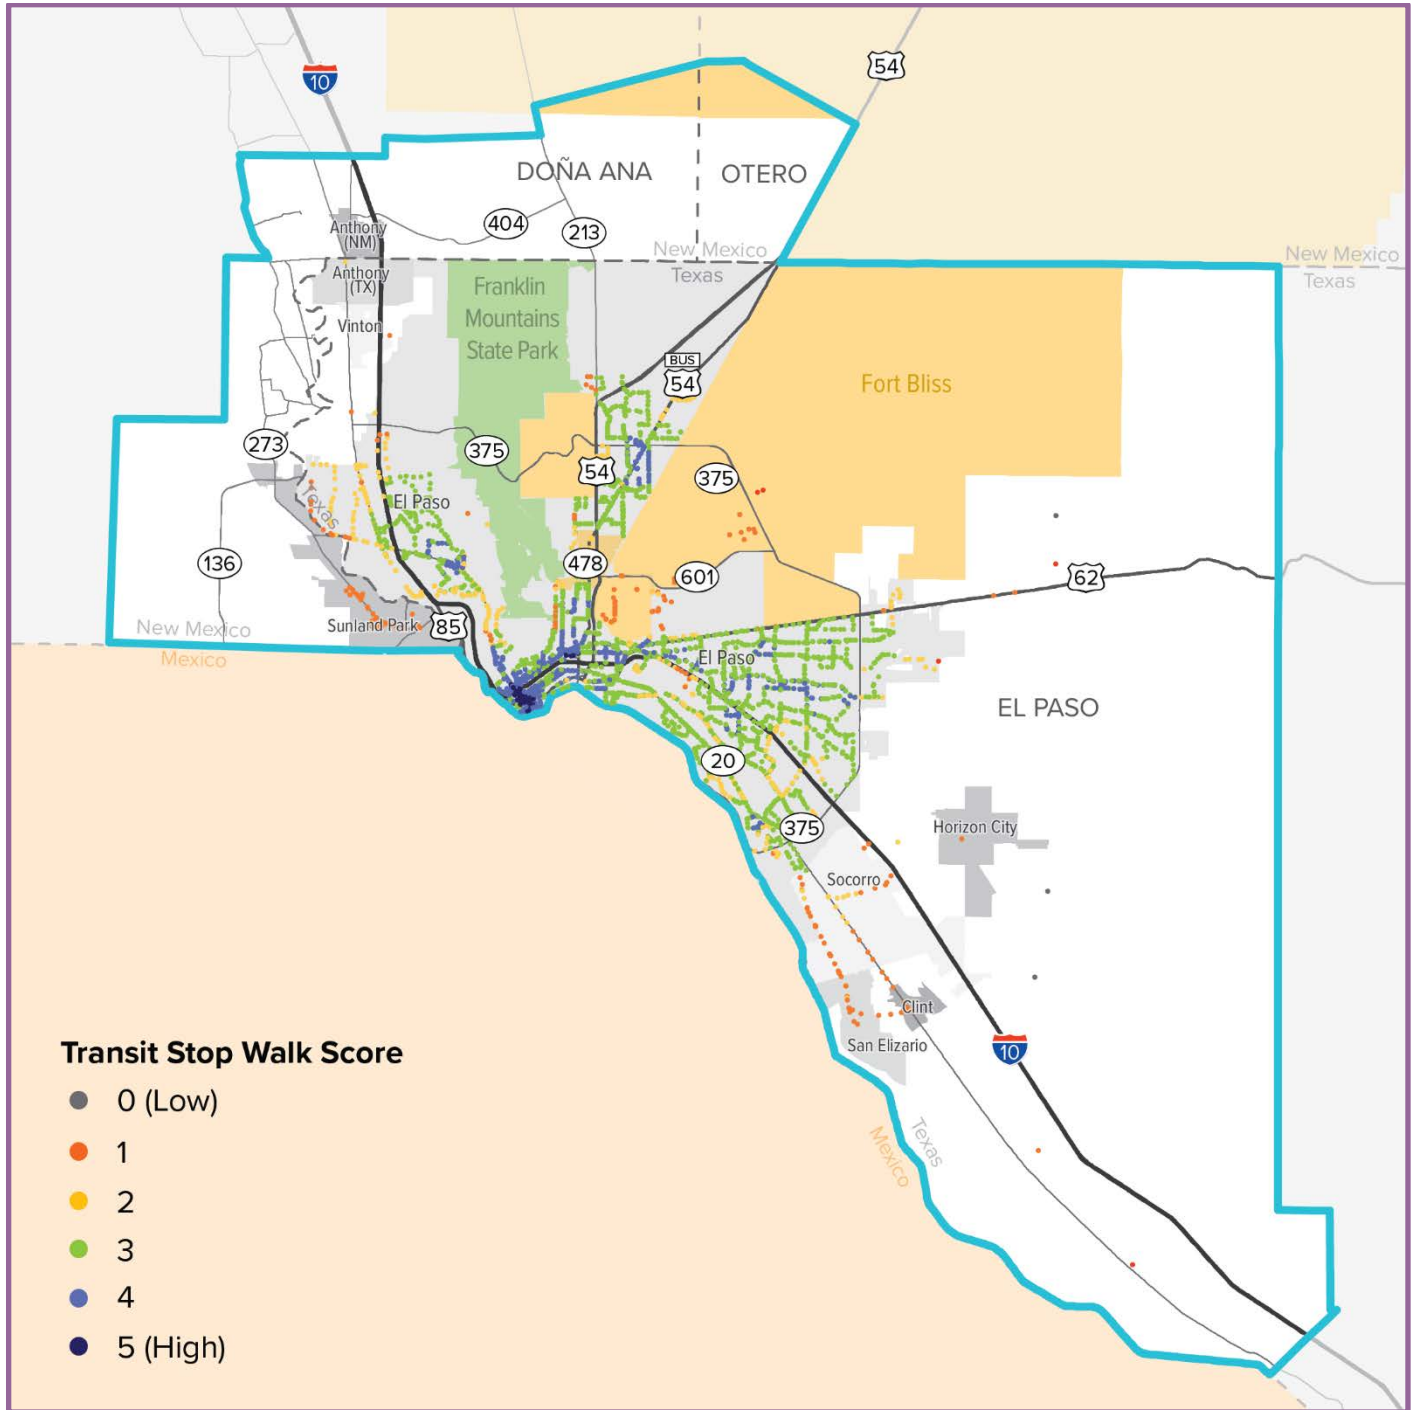 54
10
DOÑA ANA
OTERO
404
213
Anthony
(NM)
New Mexico
Texas
New Mexico
Texas
Anthony
(TX)
Franklin
Mountains
State Park
Vinton
BUS
54
Fort Bliss
273
375
54
375
El Paso
Texas
136
478
601
62
New Mexico
Mexico
Sunland Park
85
El Paso
EL PASO
20
375
Horizon City
Socorro
Clint
San Elizario
10
Texas
Mexico
Transit Stop Walk Score
0 (Low)
1
2
3
4
5 (High)